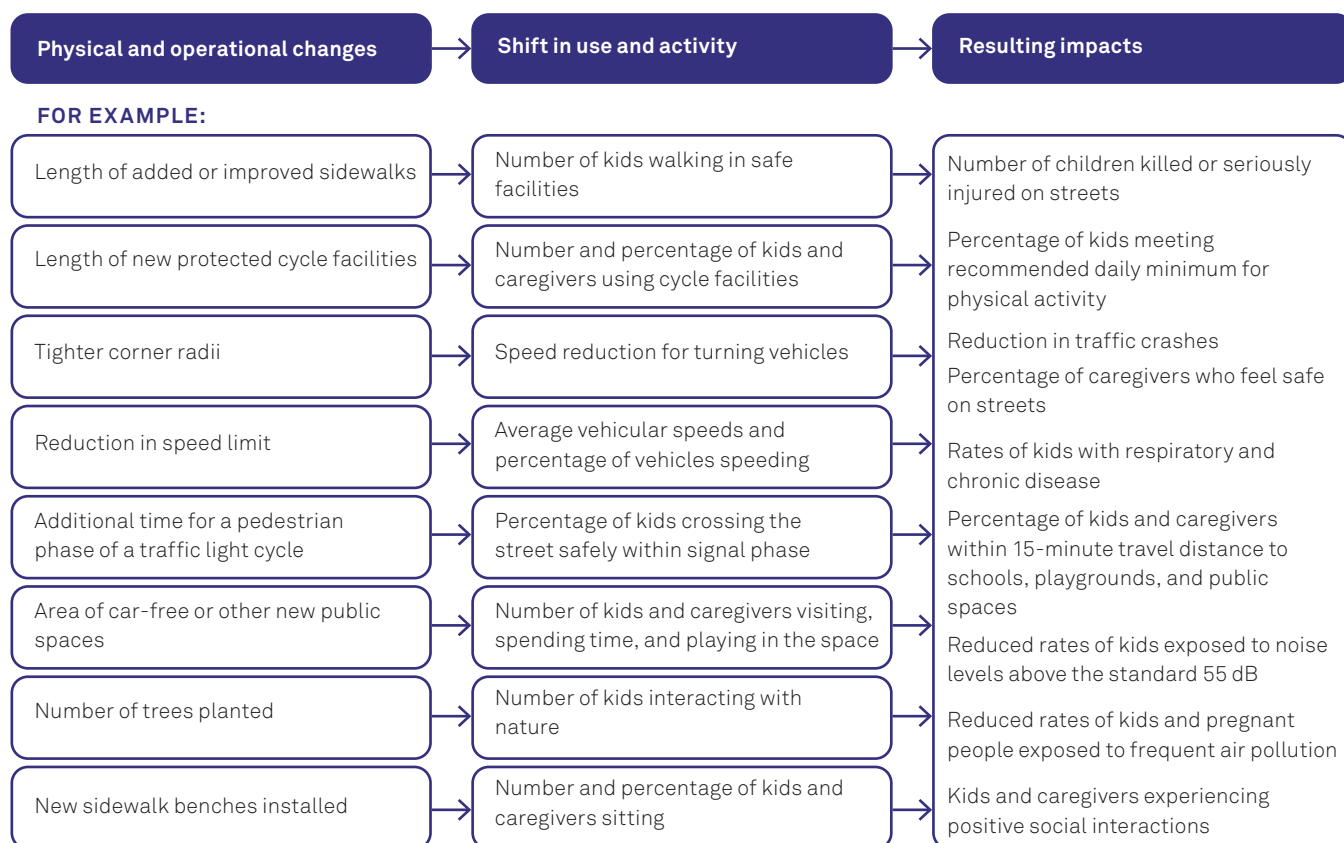 Physical and operational changes
Shift in use and activity
Resulting impacts
FOR EXAMPLE:
Length of added or improved sidewalks
Number of kids walking in safe
facilities
Length of new protected cycle facilities
Number and percentage of kids and
caregivers using cycle facilities
Tighter corner radii
Speed reduction for turning vehicles
Reduction in speed limit
Average vehicular speeds and
percentage of vehicles speeding
Additional time for a pedestrian
phase of a traffic light cycle
Percentage of kids crossing the
street safely within signal phase
Area of car-free or other new public
spaces
Number of kids and caregivers visiting,
spending time, and playing in the space
Number of trees planted
Number of kids interacting with
nature
New sidewalk benches installed
Number and percentage of kids and
caregivers sitting
Number of children killed or seriously
injured on streets
Percentage of kids meeting
recommended daily minimum for
physical activity
Reduction in traffic crashes
Percentage of caregivers who feel safe
on streets
Rates of kids with respiratory and
chronic disease
Percentage of kids and caregivers
within 15-minute travel distance to
schools, playgrounds, and public
spaces
Reduced rates of kids exposed to noise
levels above the standard 55 dB
Reduced rates of kids and pregnant
people exposed to frequent air pollution
Kids and caregivers experiencing
positive social interactions